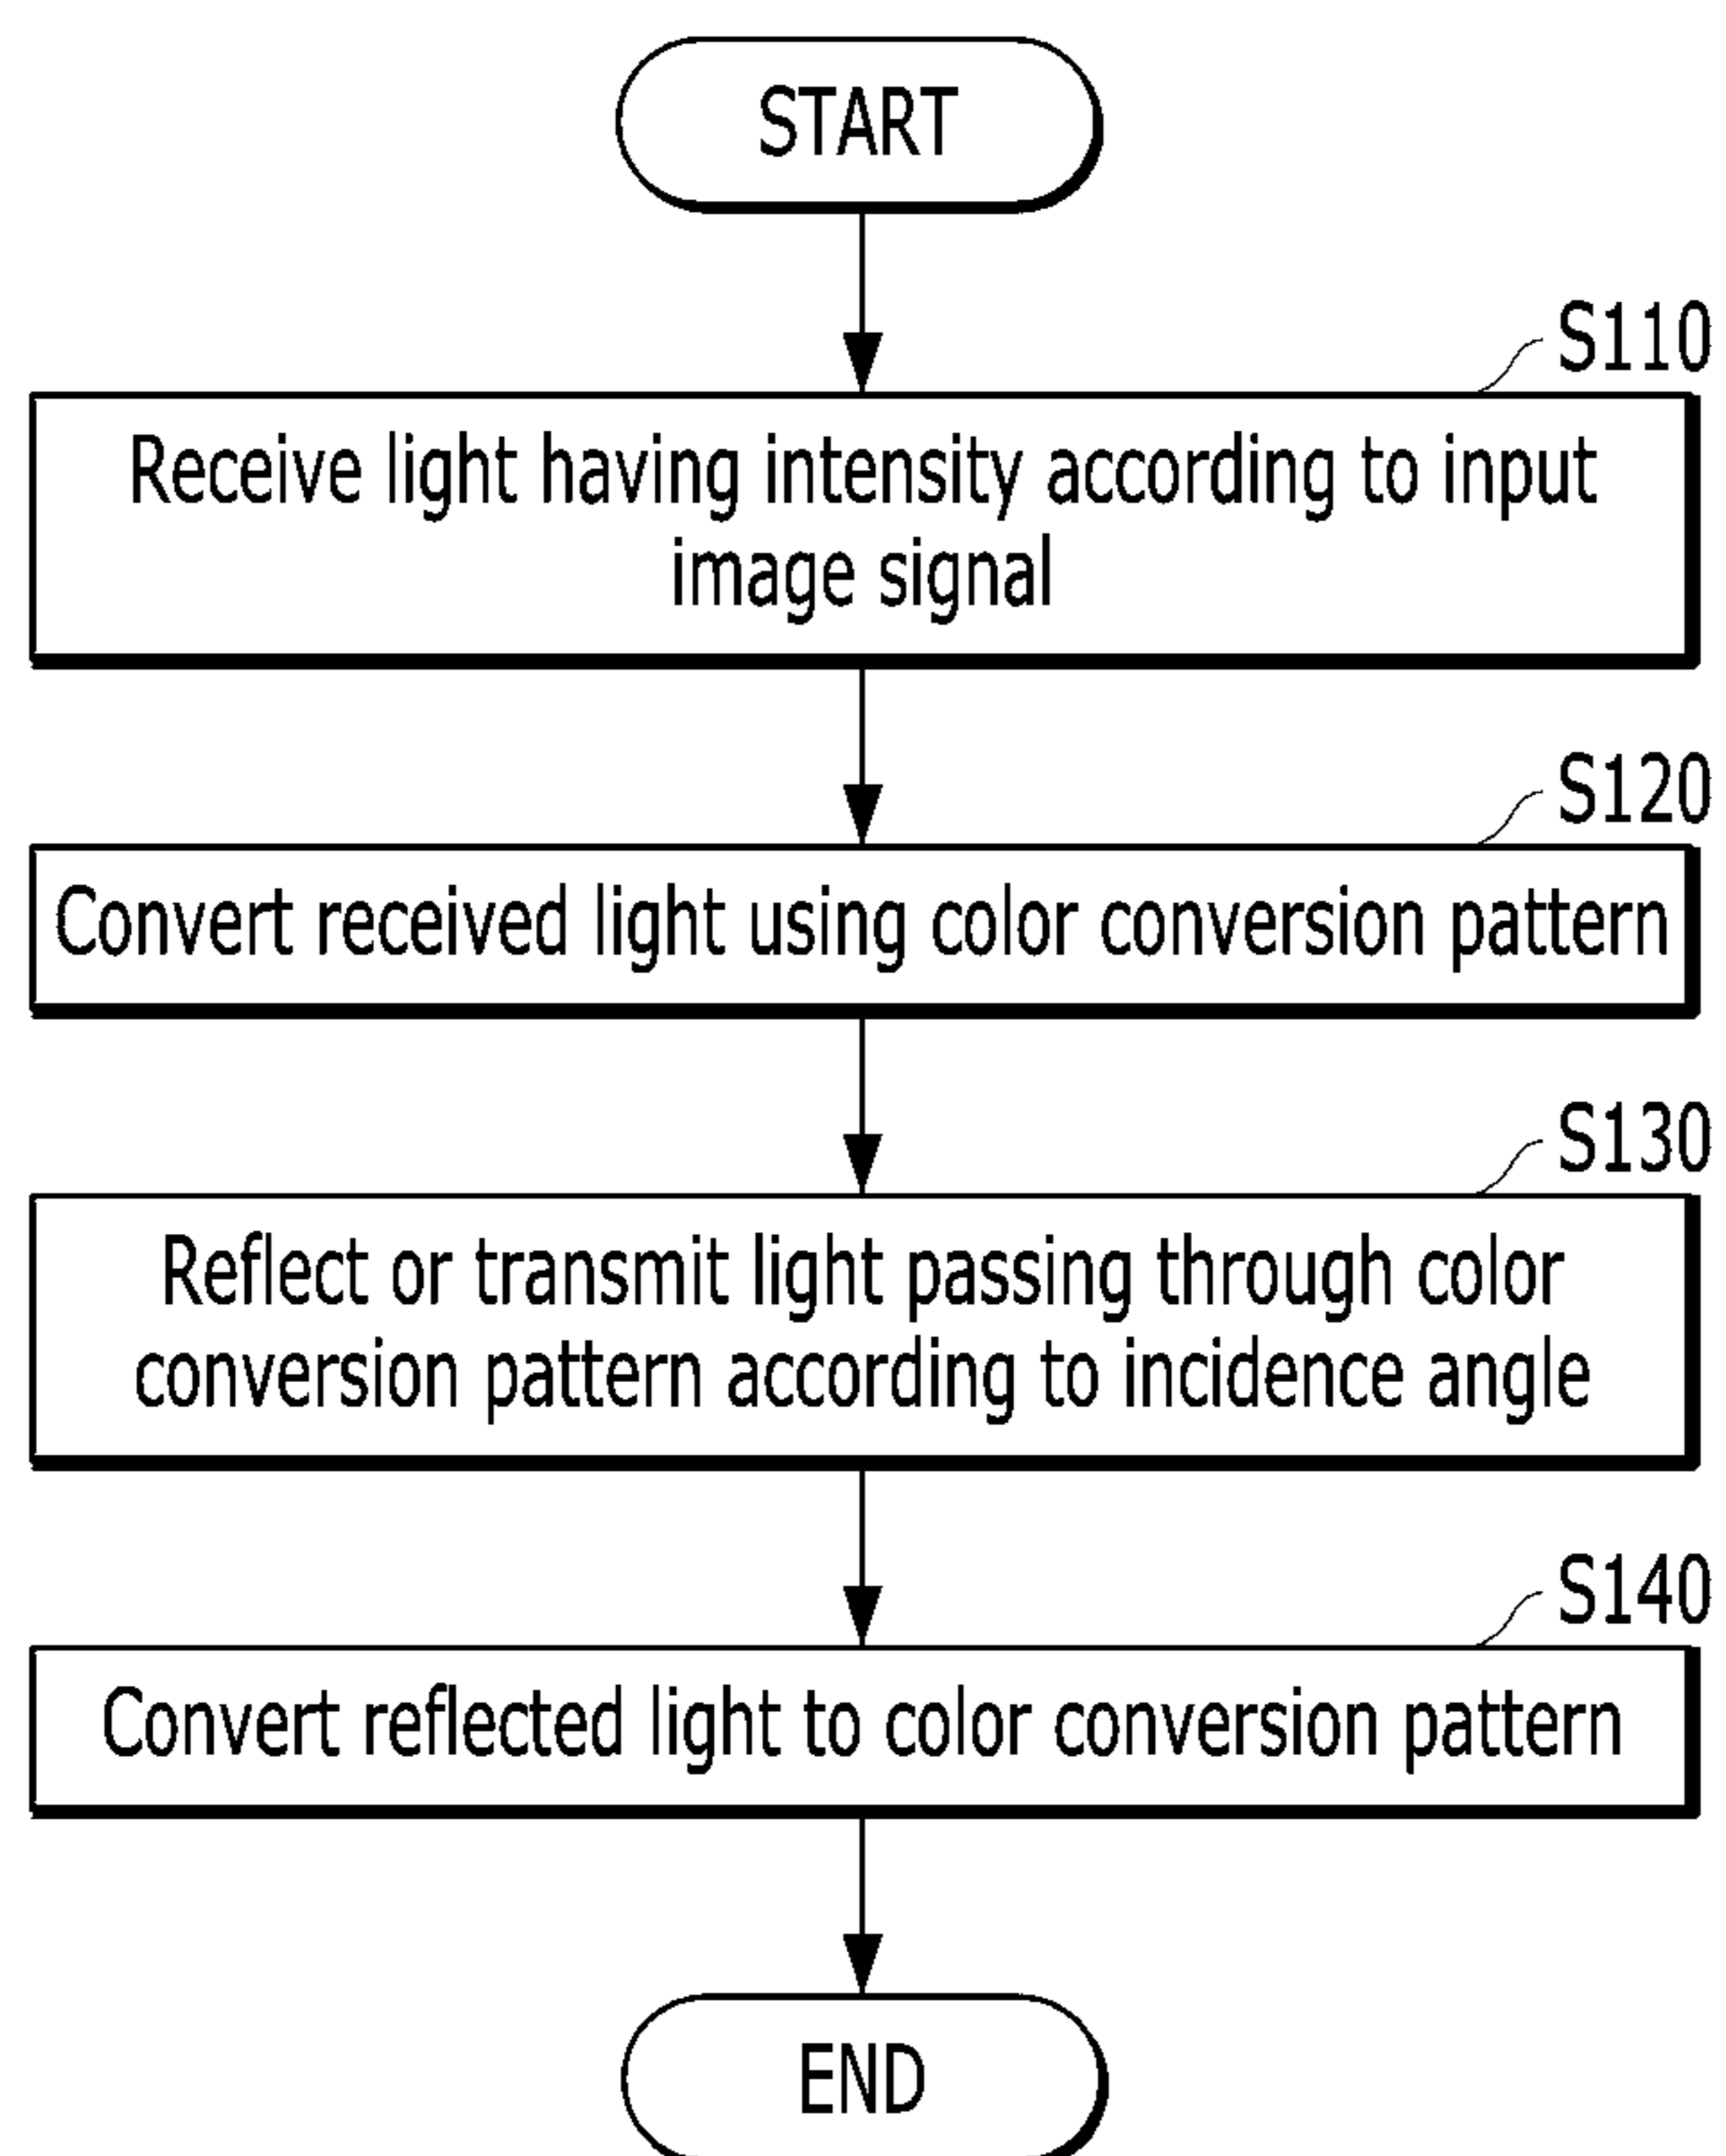 START
S110
Receive light having intensity according to input
image signal
S120
Convert received light using color conversion pattern
S130
Reflect or transmit light passing through color
conversion pattern according to incidence angle
S140
Convert reflected light to color conversion pattern
END